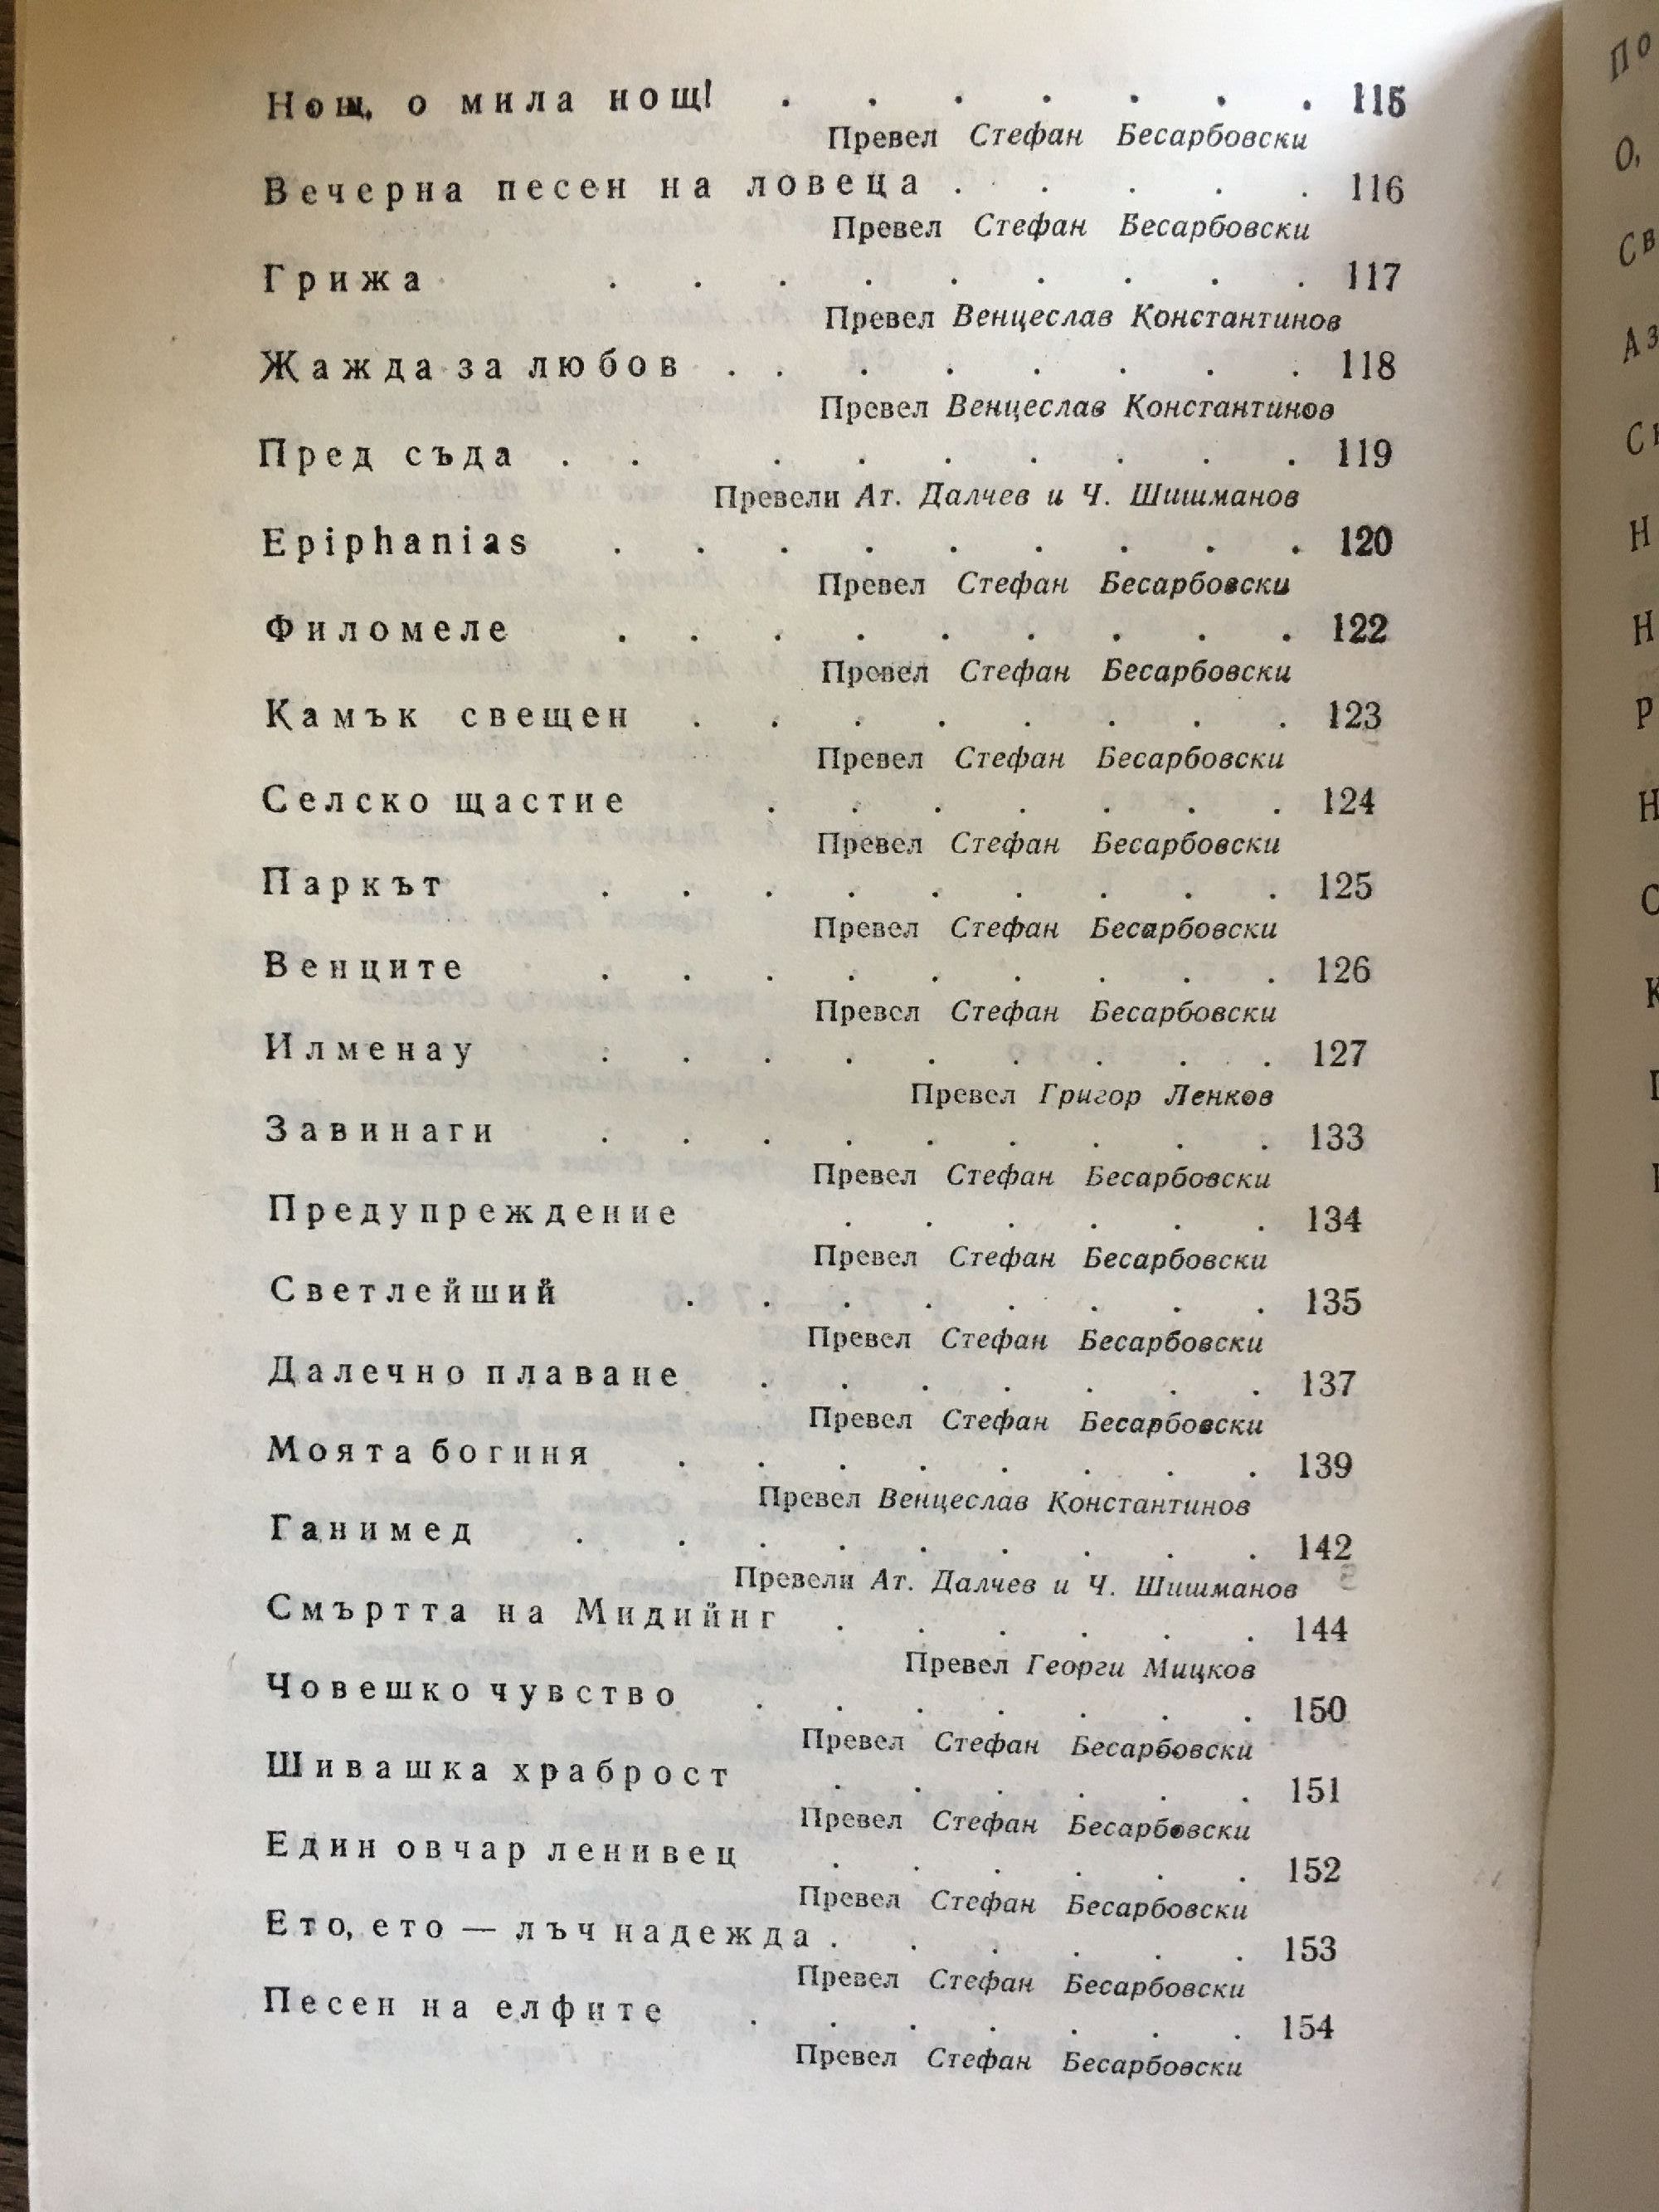 Нощ, о мила нощ! . . . . . . . 115
Превел Стефан Бесарбовски
Вечерна песен на ловеца . . . . . 116
Превел Стефан Бесарбовски
Грижа . . . . . . . . . 117
Превел Венцеслав Константинов
Жажда за любов . . . . . . . . 118
Превел Венцеслав Константинов
Пред съда . . . . . . . . . 119
Превели Ат. Далчев и Ч. Шишманов
Epiphanias . . . . . . . . . 120
Превел Стефан Бесарбовски
Филомеле . . . . . . . . . 122
Превел Стефан Бесарбовски
Камък свещен . . . . . . . . 123
Превел Стефан Бесарбовски
Селско щастие . . . . . . . 124
Превел Стефан Бесарбовски
Паркът . . . . . . . . . 125
Превел Стефан Бесарбовски
Венците . . . . . . . . . 126
Превел Стефан Бесарбовски
Илменау . . . . . . . . . 127
Превел Григор Ленков
Завинаги . . . . . . . . . 133
Превел Стефан Бесарбовски
Предупреждение . . . . . . 134
Превел Стефан Бесарбовски
Светлейший . . . . . . . . 135
Превел Стефан Бесарбовски
Далечно плаване . . . . . . . 137
Превел Стефан Бесарбовски
Моята богиня . . . . . . . . 139
Превел Венцеслав Константинов
Ганимед . . . . . . . . . 142
Превели Ат. Далчев и Ч. Шишманов
Смъртта на Мидийнг . . . . . . 144
Превел Георги Мицков
Човешко чувство . . . . . . . 150
Превел Стефан Бесарбовски
Шивашка храброст . . . . . . 151
Превел Стефан Бесарбовски
Един овчар ленивец . . . . . . 152
Превел Стефан Бесарбовски
Ето, ето — лъч надежда . . . . . . 153
Превел Стефан Бесарбовски
Песен на елфите . . . . . . . 154
Превел Стефан Бесарбовски